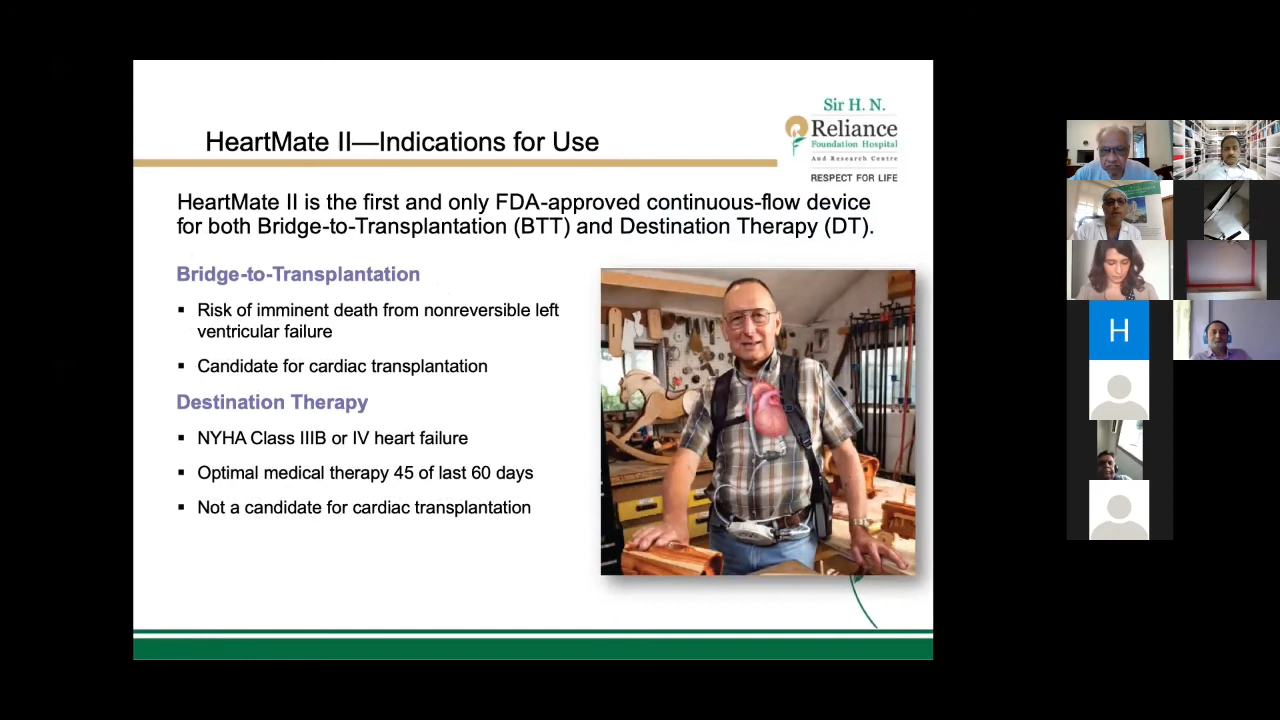 Sir H. N.
Reliance
Foundation Hospital
And Research Centre
RESPECT FOR LIFE
HeartMate II—Indications for Use
HeartMate II is the first and only FDA-approved continuous-flow device
for both Bridge-to-Transplantation (BTT) and Destination Therapy (DT).
Bridge-to-Transplantation
▪ Risk of imminent death from nonreversible left
ventricular failure
▪ Candidate for cardiac transplantation
Destination Therapy
▪ NYHA Class IIIB or IV heart failure
▪ Optimal medical therapy 45 of last 60 days
▪ Not a candidate for cardiac transplantation
H